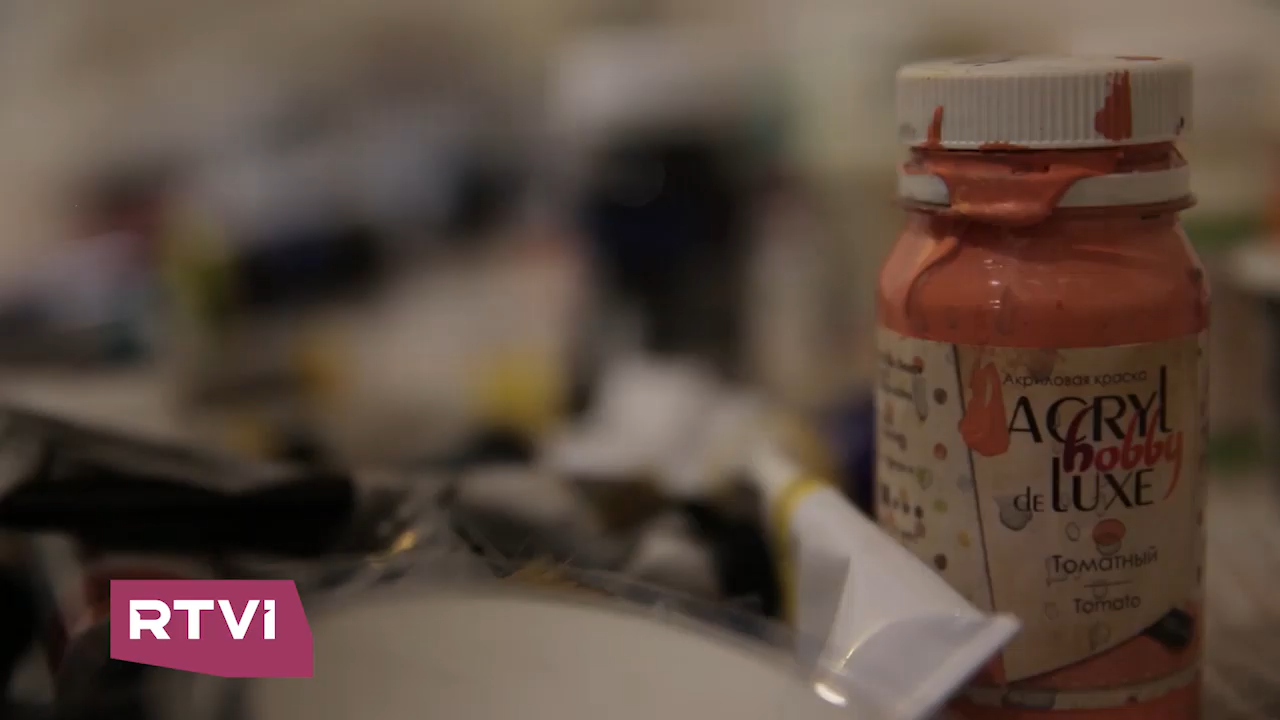 Акриловая краска
ACRYL
hobby
DE LUXE
Томатный
Tomato
RTVi